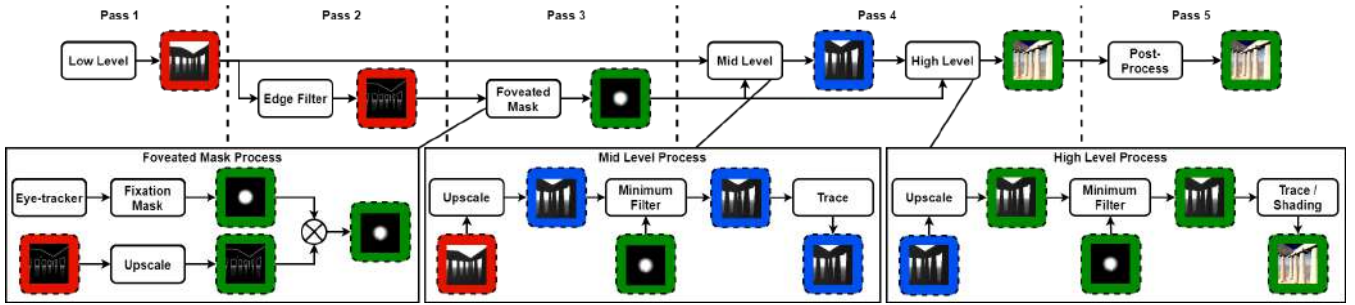 Pass 1
Pass 2
Pass 3
Pass 4
Pass 5
Low Level
Edge Filter
Foveated
Mask
Mid Level
High Level
Post-
Process
Foveated Mask Process
Eye-tracker
Fixation
Mask
Upscale
Mid Level Process
Upscale
Minimum
Filter
Trace
High Level Process
Upscale
Minimum
Filter
Trace /
Shading